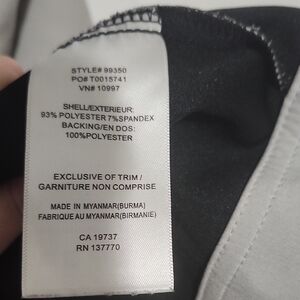 STYLE# 99350
PO# T0015741
VN# 10997
SHELL/EXTERIEUR:
93% POLYESTER 7%SPANDEX
BACKING/EN DOS:
100%POLYESTER
EXCLUSIVE OF TRIM /
GARNITURE NON COMPRISE
MADE IN MYANMAR(BURMA)
FABRIQUE AU MYANMAR(BIRMANIE)
CA 19737
RN 137770